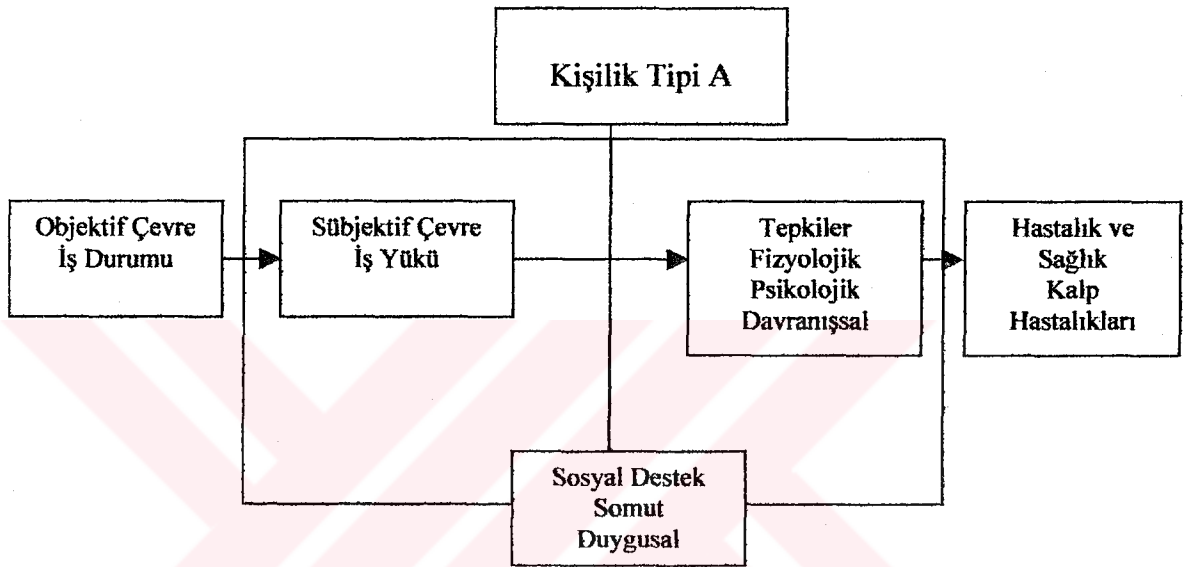 Kişilik Tipi A
Objektif Çevre
İş Durumu
Sübjektif Çevre
İş Yükü
Tepkiler
Fizyolojik
Psikolojik
Davranışsal
Hastalık ve
Sağlık
Kalp
Hastalıkları
Sosyal Destek
Somut
Duygusal